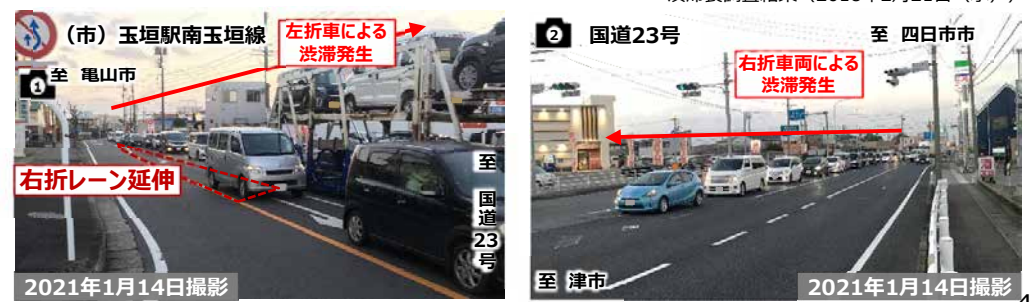 （市）玉垣駅南玉垣線
左折車による
渋滞発生
1
至 亀山市
右折レーン延伸
至
国
道
23
号
2021年1月14日撮影
2
国道23号
至 四日市市
右折車両による
渋滞発生
至 津市
2021年1月14日撮影